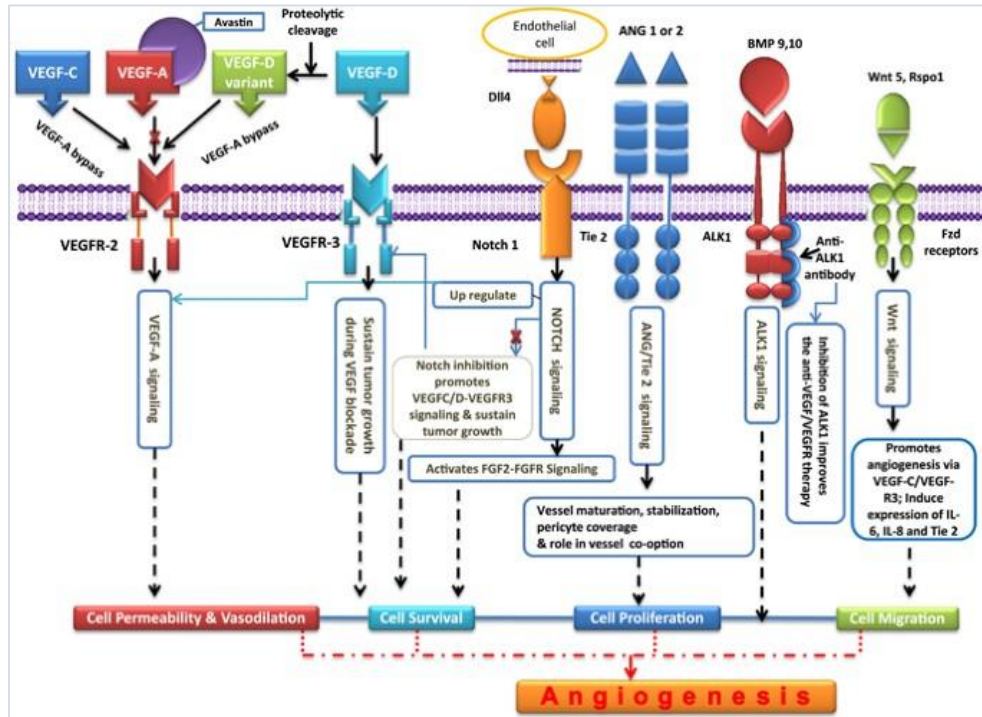 Avastin
Proteolytic
cleavage
Endothelial
cell
ANG 1 or 2
BMP 9,10
VEGF-C
VEGF-A
VEGF-D
variant
VEGF-D
Dll4
Wnt 5, Rspo1
VEGF-A bypass
VEGF-A bypass
VEGFR-2
VEGFR-3
Notch 1
Tie 2
ALK1
Anti-
ALK1
antibody
Fzd
receptors
VEGF-A signaling
Sustain tumor growth
during VEGF blockade
Up regulate
NOTCH signaling
Notch inhibition
promotes
VEGFC/D-VEGFR3
signaling & sustain
tumor growth
Activates FGF2-FGFR Signaling
ANG/Tie 2 signaling
ALK1 signaling
Inhibition of ALK1 improves
the anti-VEGF/VEGFR therapy
Wnt signaling
Promotes
angiogenesis via
VEGF-C/VEGF-
R3; Induce
expression of IL-
6, IL-8 and Tie 2
Vessel maturation, stabilization,
pericyte coverage
& role in vessel co-option
Cell Permeability & Vasodilation
Cell Survival
Cell Proliferation
Cell Migration
Angiogenesis